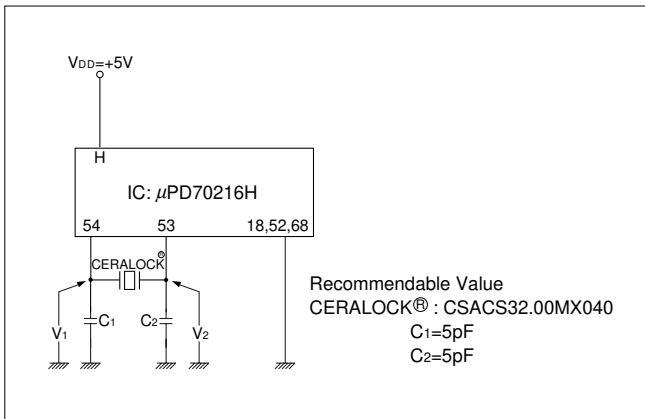 VDD=+5V
H
IC: μPD70216H
54 53 18,52,68
CERALOCK®
V1 C1 C2 V2
Recommendable Value
CERALOCK® : CSACS32.00MX040
C1=5pF
C2=5pF